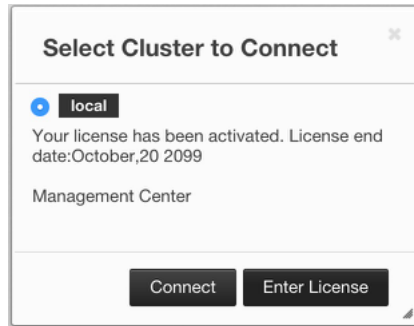 Select Cluster to Connect
local
Your license has been activated. License end
date:October,20 2099
Management Center
Connect
Enter License